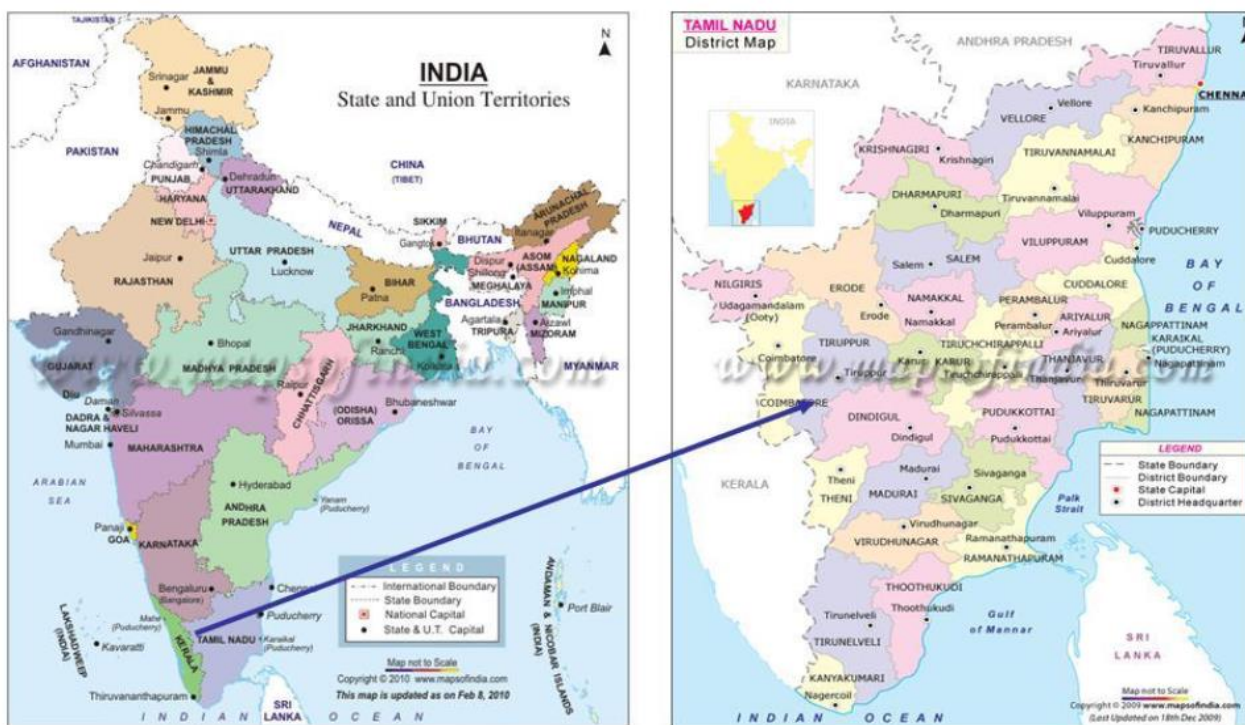 INDIA
State and Union Territories
N
TAJIKISTAN
AFGHANISTAN
PAKISTAN
CHINA
(TIBET)
NEPAL
BHUTAN
BANGLADESH
MYANMAR
SRI
LANKA
JAMMU
&
KASHMIR
Srinagar
Jammu
HIMACHAL
PRADESH
Shimla
Chandigarh
PUNJAB
Dehradun
UTTARAKHAND
HARYANA
NEW DELHI
RAJASTHAN
Jaipur
UTTAR PRADESH
Lucknow
BIHAR
Patna
SIKKIM
Gangtok
ARUNACHAL
PRADESH
Itanagar
ASOM
(ASSAM)
Dispur
Shillong
MEGHALAYA
NAGALAND
Kohima
Imphal
MANIPUR
Aizawl
MIZORAM
Agartala
TRIPURA
WEST
BENGAL
Kolkata
JHARKHAND
Ranchi
Gandhinagar
GUJARAT
Bhopal
MADHYA PRADESH
Raipur
CHHATTISGARH
(ODISHA)
ORISSA
Bhubaneshwar
Diu
Daman
Silvassa
DADRA &
NAGAR HAVELI
Mumbai
MAHARASHTRA
Hyderabad
ANDHRA
PRADESH
Yanam
(Puducherry)
Panaji
GOA
KARNATAKA
Bengaluru
(Bangalore)
Chennai
Puducherry
Mahe
(Puducherry)
KERALA
TAMIL NADU
Karaikal
(Puducherry)
Thiruvananthapuram
LAKSHADWEEP
(INDIA)
Kavaratti
ANDAMAN & NICOBAR ISLANDS
(INDIA)
Port Blair
ARABIAN
SEA
BAY
OF
BENGAL
INDIAN OCEAN
www.mapsofindia.com
LEGEND
International Boundary
State Boundary
National Capital
State & U.T. Capital
Map not to Scale
Copyright © 2010 www.mapsofindia.com
This map is updated as on Feb 8, 2010
TAMIL NADU
District Map
N
ANDHRA PRADESH
KARNATAKA
KERALA
INDIA
TIRUVALLUR
Tiruvallur
CHENNAI
Vellore
VELLORE
Kanchipuram
KANCHIPURAM
KRISHNAGIRI
Krishnagiri
TIRUVANNAMALAI
Tiruvannamalai
DHARMAPURI
Dharmapuri
Viluppuram
VILUPPURAM
PUDUCHERRY
Cuddalore
CUDDALORE
Salem
SALEM
NILGIRIS
Udagamandalam
(Ooty)
ERODE
Erode
NAMAKKAL
Namakkal
PERAMBALUR
Perambalur
ARIYALUR
Ariyalur
NAGAPPATTINAM
KARAIKAL
(PUDUCHERRY)
Nagapattinam
Coimbatore
COIMBATORE
TIRUPPUR
Tiruppur
Karur
KARUR
TIRUCHCHIRAPPALLI
Tiruchchirappalli
THANJAVUR
Thanjavur
Thiruvarur
TIRUVARUR
NAGAPATTINAM
DINDIGUL
Dindigul
PUDUKKOTTAI
Pudukkottai
Theni
THENI
Madurai
MADURAI
Sivaganga
SIVAGANGA
Virudhunagar
VIRUDHUNAGAR
Ramanathapuram
RAMANATHAPURAM
THOOTHUKUDI
Thoothukudi
Tirunelveli
TIRUNELVELI
KANYAKUMARI
Nagercoil
BAY
OF
BENGAL
Palk
Strait
Gulf
of Mannar
SRI
LANKA
INDIAN OCEAN
www.mapsofindia.com
LEGEND
State Boundary
District Boundary
State Capital
District Headquarter
Map not to Scale
Copyright © 2009 www.mapsofindia.com
(Last Updated on 18th Dec 2009)